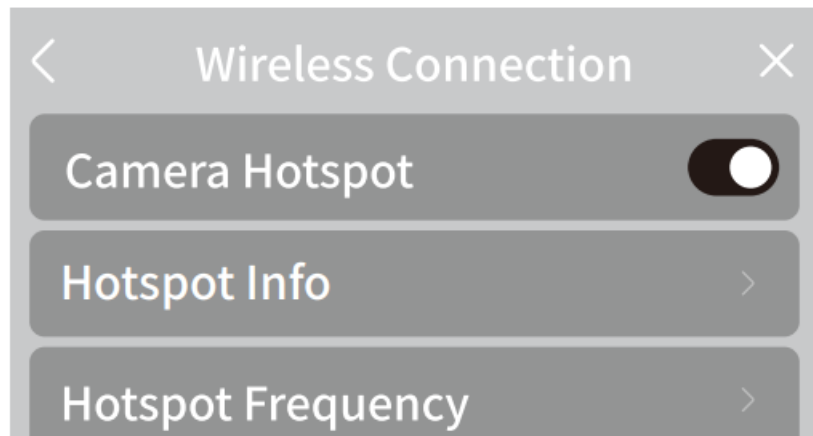 Wireless Connection
Camera Hotspot
Hotspot Info
Hotspot Frequency